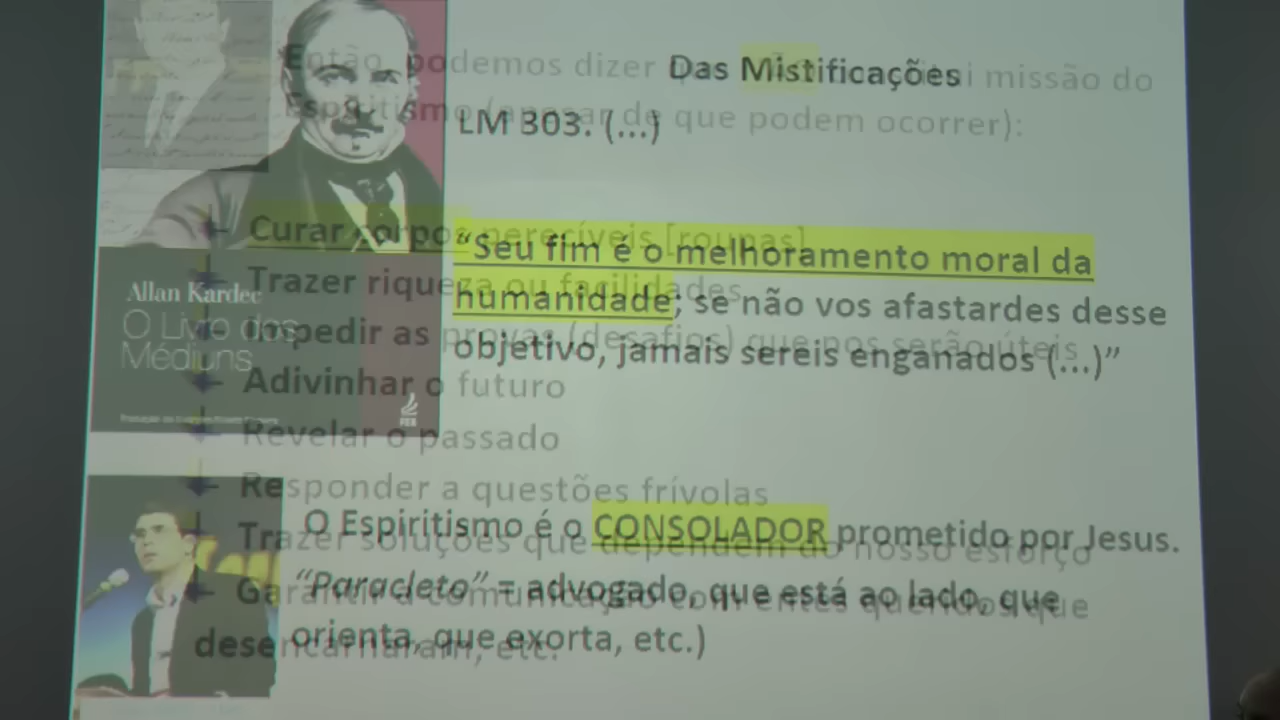 Das Mistificações
LM 303. (...)
“Seu fim é o melhoramento moral da
humanidade; se não vos afastardes desse
objetivo, jamais sereis enganados (...)”
O Espiritismo é o CONSOLADOR prometido por Jesus.
“Paracleto” = advogado, que está ao lado, que
orienta, que exorta, etc.)
Allan Kardec
O Livro dos
Médiuns
FEB
Então, podemos dizer missão do
Espiritismo (apesar de que podem ocorrer):
Curar corpos perecíveis [roupas]
Trazer riqueza ou facilidades
Impedir as provas (desafios) que nos serão úteis
Adivinhar o futuro
Revelar o passado
Responder a questões frívolas
Trazer soluções que dependem do nosso esforço
Garantir a comunicação com entes queridos que
desencarnaram, etc.